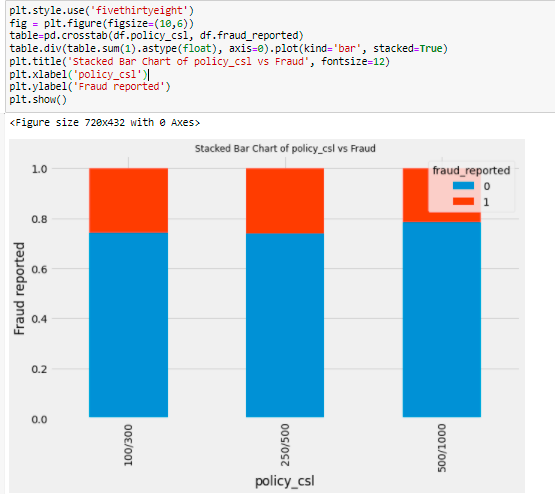 plt.style.use('fivethirtyeight')
fig = plt.figure(figsize=(10,6))
table=pd.crosstab(df.policy_csl, df.fraud_reported)
table.div(table.sum(1).astype(float), axis=0).plot(kind='bar', stacked=True)
plt.title('Stacked Bar Chart of policy_csl vs Fraud', fontsize=12)
plt.xlabel('policy_csl')
plt.ylabel('Fraud reported')
plt.show()
<Figure size 720x432 with 0 Axes>
Stacked Bar Chart of policy_csl vs Fraud
fraud_reported
0
1
1.0
0.8
0.6
0.4
0.2
0.0
Fraud reported
100/300
250/500
500/1000
policy_csl